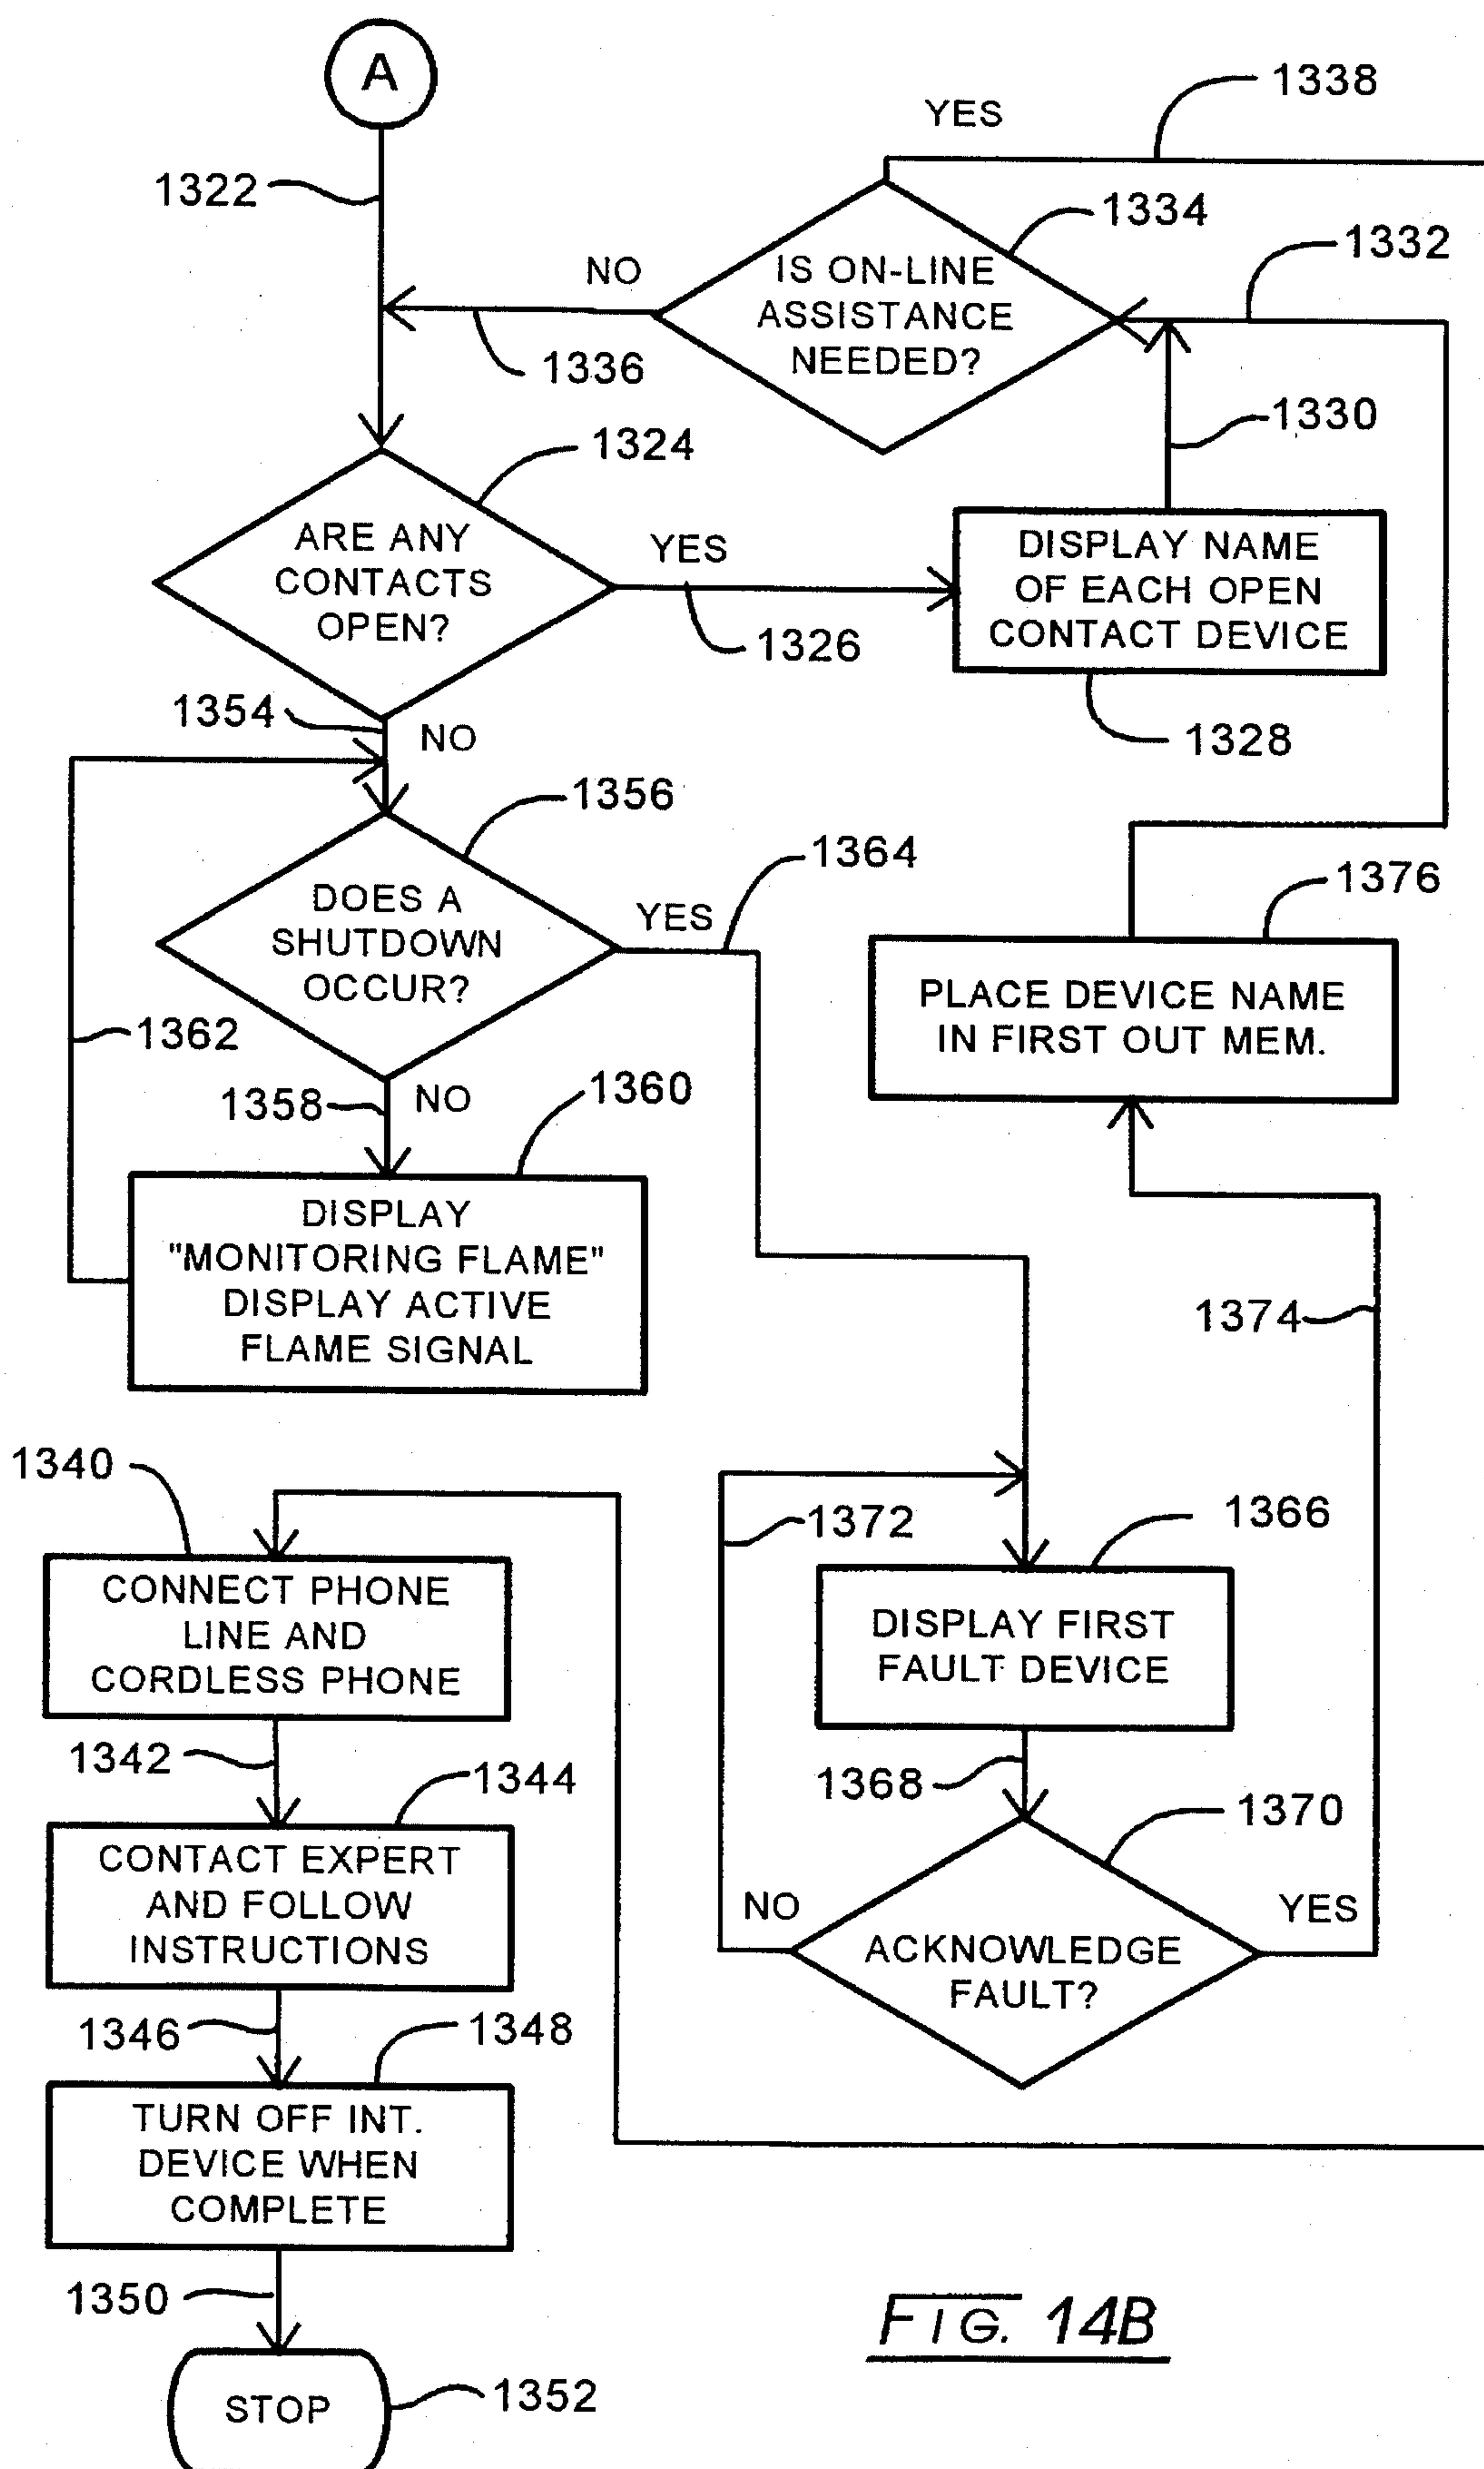 A
1338
YES
1322
1334
1332
NO
IS ON-LINE
ASSISTANCE
NEEDED?
1336
1330
1324
ARE ANY
CONTACTS
OPEN?
YES
1326
DISPLAY NAME
OF EACH OPEN
CONTACT DEVICE
1328
1354
NO
1356
1364
DOES A
SHUTDOWN
OCCUR?
YES
1376
PLACE DEVICE NAME
IN FIRST OUT MEM.
1362
1358
NO
1360
DISPLAY
"MONITORING FLAME"
DISPLAY ACTIVE
FLAME SIGNAL
1374
1340
1372
1366
CONNECT PHONE
LINE AND
CORDLESS PHONE
DISPLAY FIRST
FAULT DEVICE
1342
1344
1368
1370
CONTACT EXPERT
AND FOLLOW
INSTRUCTIONS
NO
YES
ACKNOWLEDGE
FAULT?
1346
1348
TURN OFF INT.
DEVICE WHEN
COMPLETE
1350
STOP
1352
FIG. 14B